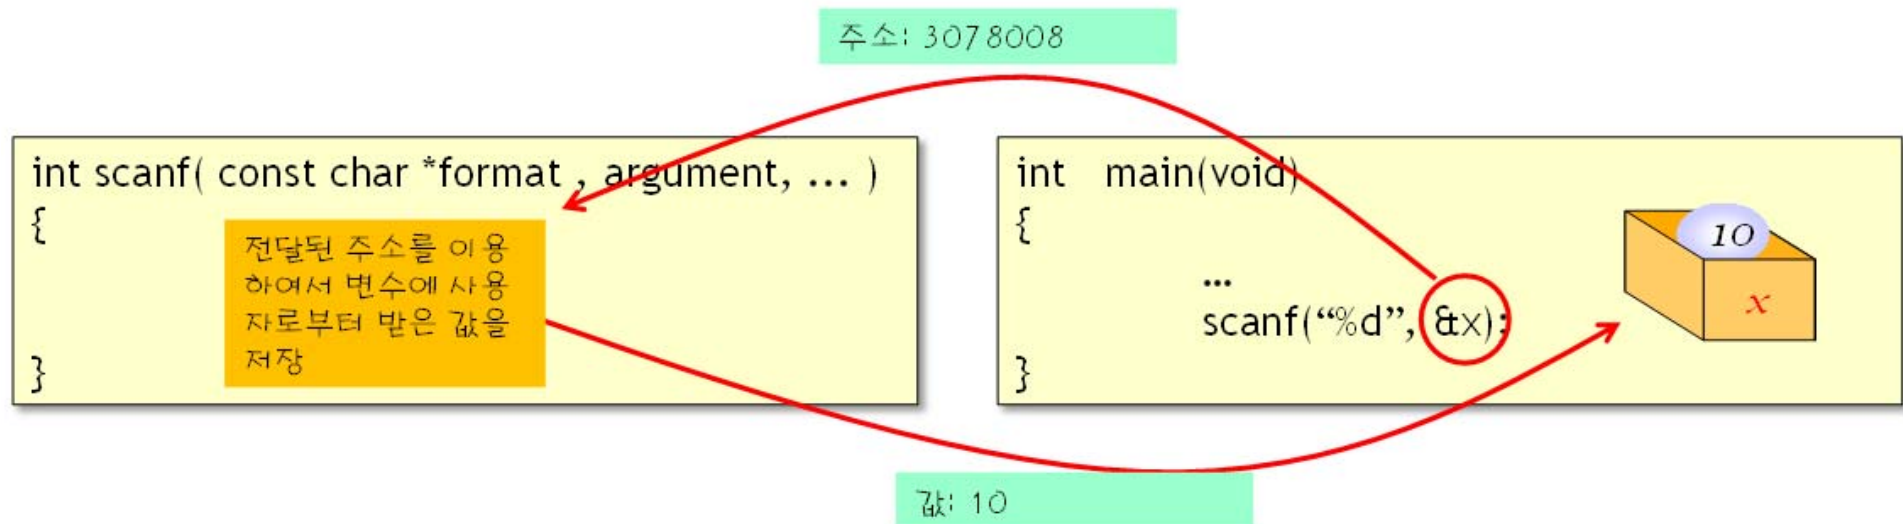 주소: 3078008
int scanf( const char *format , argument, ... )
{
전달된 주소를 이용
하여서 변수에 사용
자로부터 받은 값을
저장
}
int main(void)
{
...
scanf(“%d”, &x);
}
10
x
값: 10